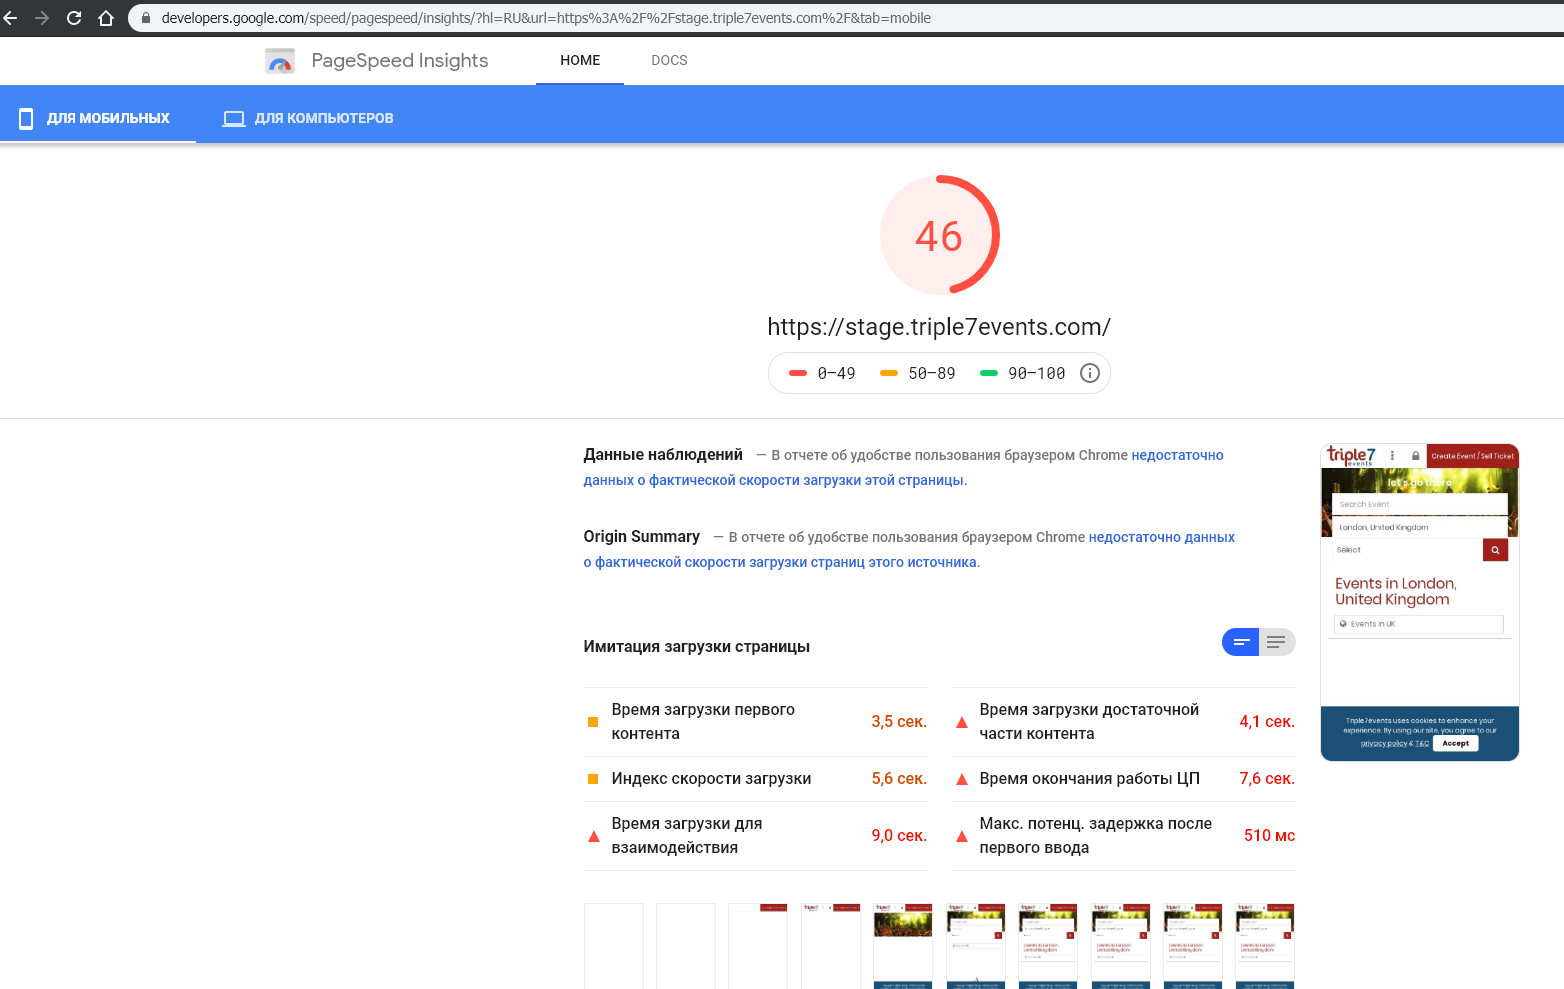 developers.google.com/speed/pagespeed/insights/?hl=RU&url=https%3A%2F%2Fstage.triple7events.com%2F&tab=mobile
PageSpeed Insights
HOME
DOCS
ДЛЯ МОБИЛЬНЫХ
ДЛЯ КОМПЬЮТЕРОВ
46
https://stage.triple7events.com/
0–49
50–89
90–100
Данные наблюдений — В отчете об удобстве пользования браузером Chrome недостаточно
данных о фактической скорости загрузки этой страницы.
Origin Summary — В отчете об удобстве пользования браузером Chrome недостаточно данных
о фактической скорости загрузки страниц этого источника.
Имитация загрузки страницы
Время загрузки первого
контента
3,5 сек.
Время загрузки достаточной
части контента
4,1 сек.
Индекс скорости загрузки
5,6 сек.
Время окончания работы ЦП
7,6 сек.
Время загрузки для
взаимодействия
9,0 сек.
Макс. потенц. задержка после
первого ввода
510 мс
triple7
events
Create Event / Sell Ticket
let's go there
Search Event
London, United Kingdom
Select
Events in London,
United Kingdom
Events in UK
Triple7events uses cookies to enhance your
experience. By using our site, you agree to our
privacy policy & T&C
Accept